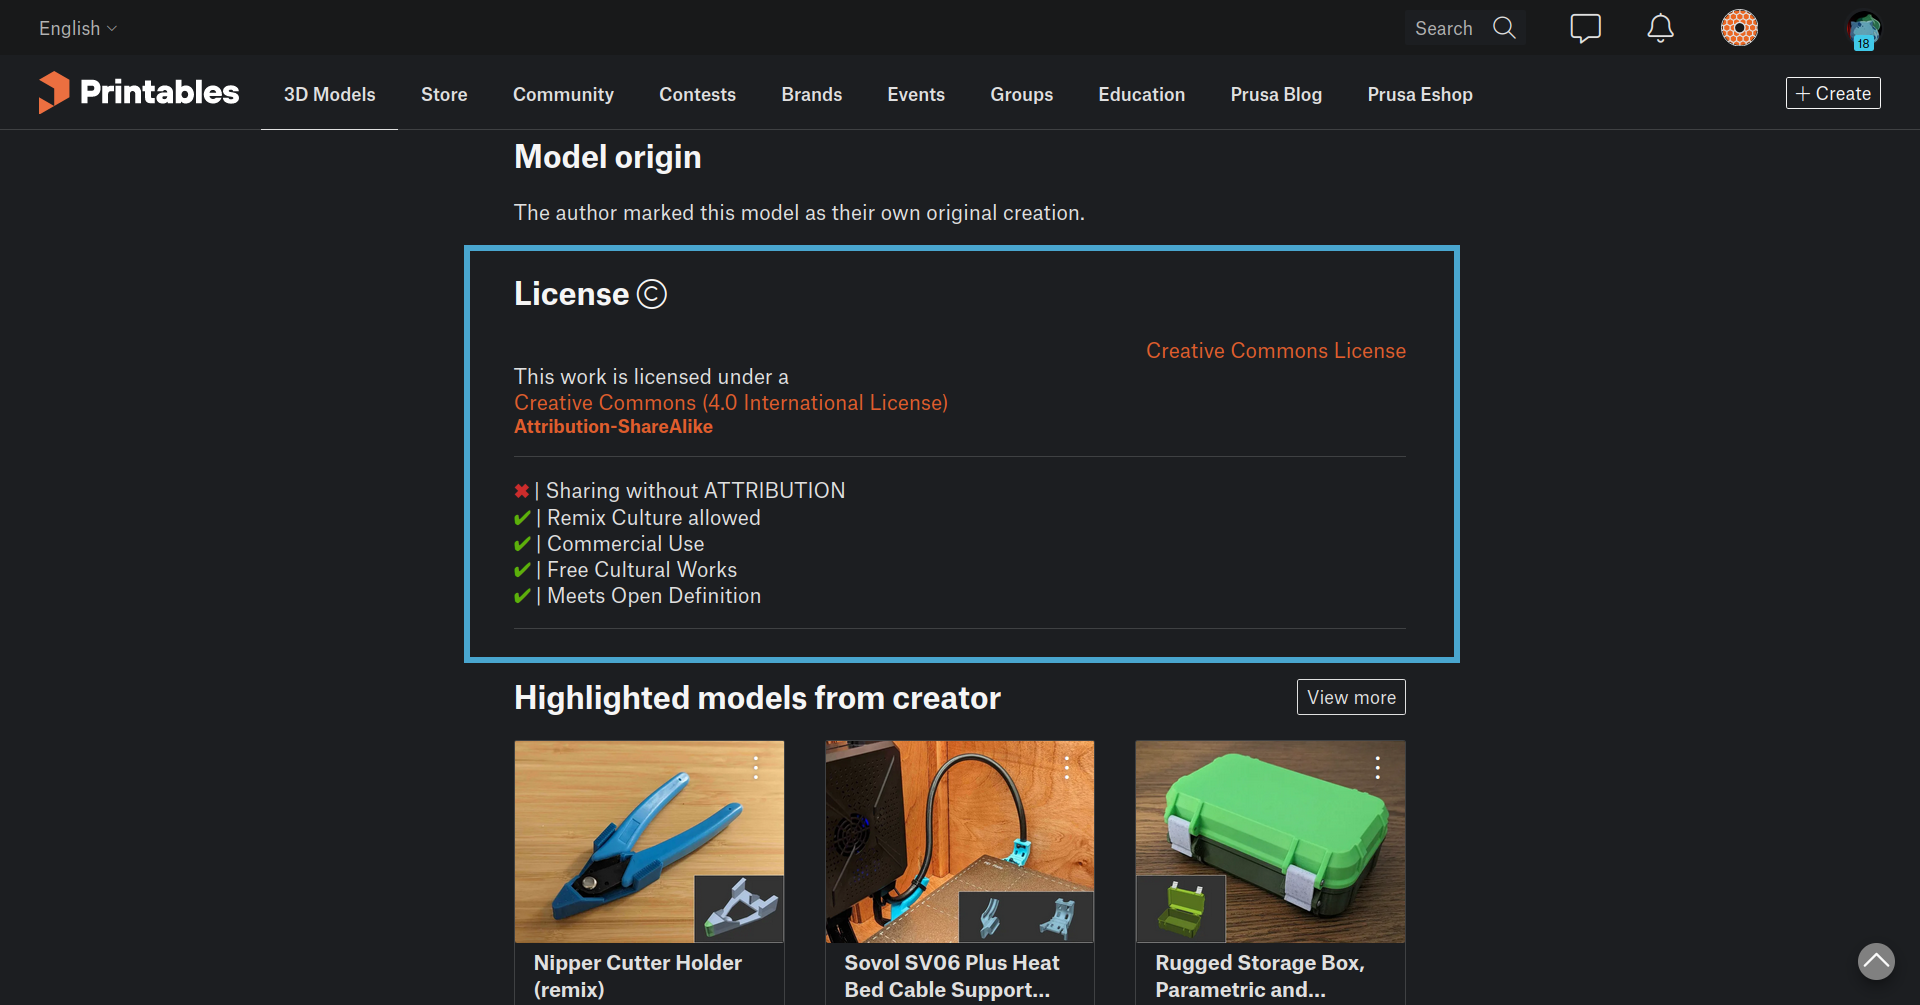 English
Search
18
Printables
3D Models
Store
Community
Contests
Brands
Events
Groups
Education
Prusa Blog
Prusa Eshop
+ Create
Model origin
The author marked this model as their own original creation.
License ©
Creative Commons License
This work is licensed under a
Creative Commons (4.0 International License)
Attribution-ShareAlike
✖ | Sharing without ATTRIBUTION
✔ | Remix Culture allowed
✔ | Commercial Use
✔ | Free Cultural Works
✔ | Meets Open Definition
Highlighted models from creator
View more
Nipper Cutter Holder
(remix)
Sovol SV06 Plus Heat
Bed Cable Support...
Rugged Storage Box,
Parametric and...